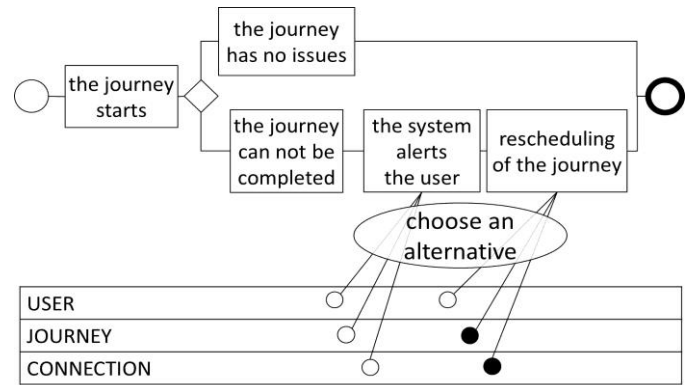 the journey
has no issues
the journey
starts
the journey
can not be
completed
the system
alerts
the user
rescheduling
of the journey
choose an
alternative
USER
JOURNEY
CONNECTION